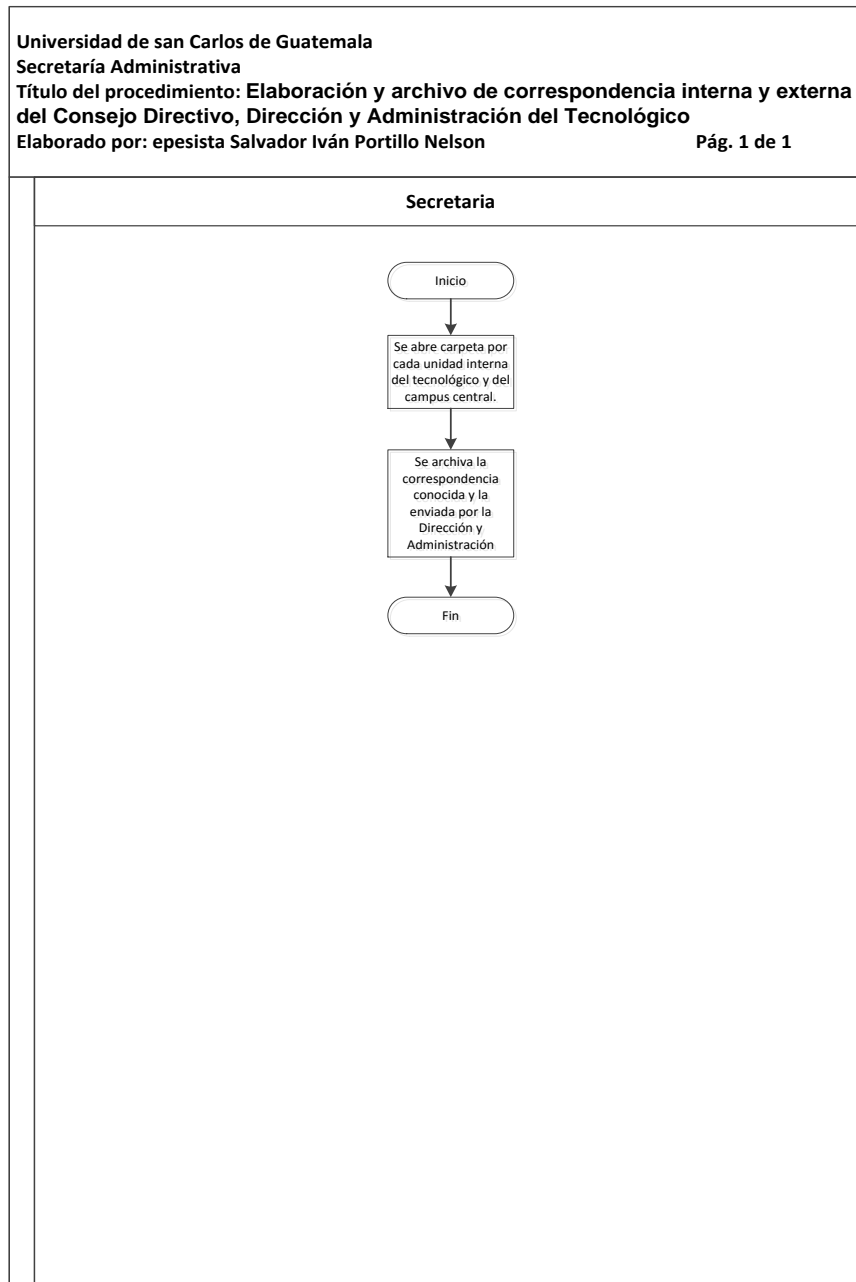 Universidad de san Carlos de Guatemala
Secretaría Administrativa
Título del procedimiento: Elaboración y archivo de correspondencia interna y externa
del Consejo Directivo, Dirección y Administración del Tecnológico
Elaborado por: epesista Salvador Iván Portillo Nelson Pág. 1 de 1
Secretaria
Inicio
Se abre carpeta por
cada unidad interna
del tecnológico y del
campus central.
Se archiva la
correspondencia
conocida y la
enviada por la
Dirección y
Administración
Fin